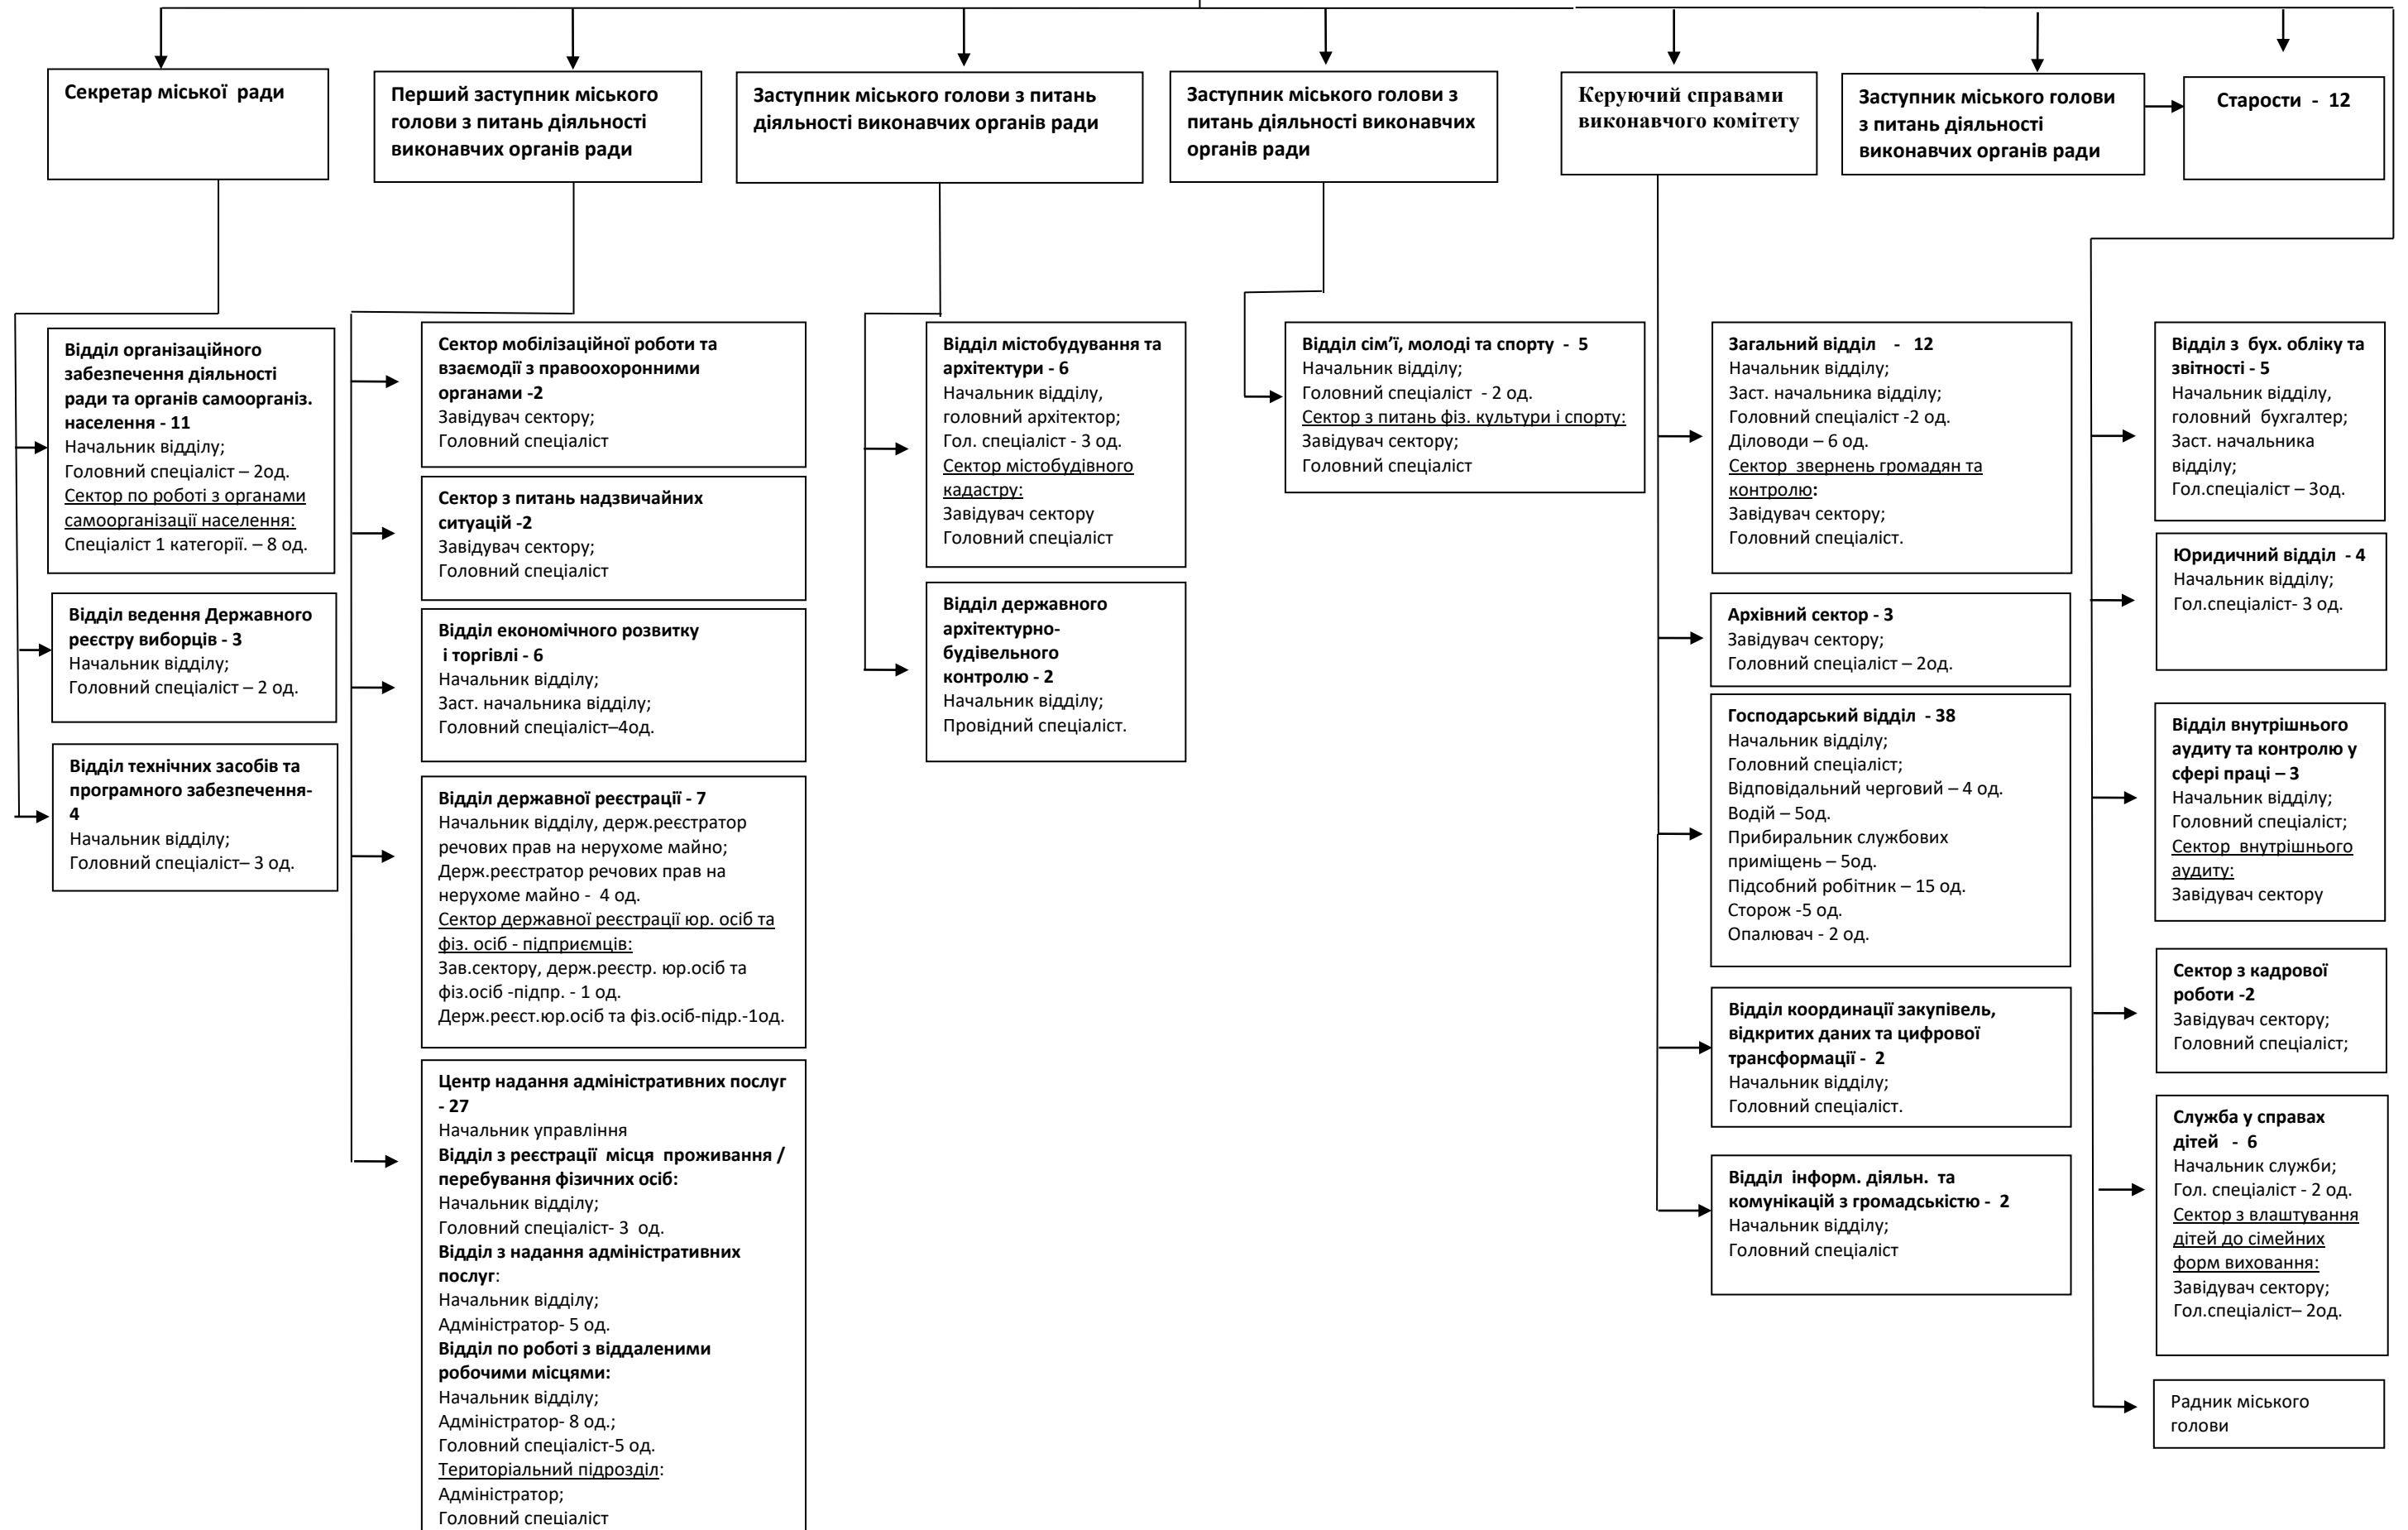 Секретар міської ради
Перший заступник міського
голови з питань діяльності
виконавчих органів ради
Заступник міського голови з питань
діяльності виконавчих органів ради
Заступник міського голови з
питань діяльності виконавчих
органів ради
Керуючий справами
виконавчого комітету
Заступник міського голови
з питань діяльності
виконавчих органів ради
Старости - 12
Відділ організаційного
забезпечення діяльності
ради та органів самоорганіз.
населення - 11
Начальник відділу;
Головний спеціаліст – 2од.
Сектор по роботі з органами
самоорганізації населення:
Спеціаліст 1 категорії. – 8 од.
Відділ ведення Державного
реєстру виборців - 3
Начальник відділу;
Головний спеціаліст – 2 од.
Відділ технічних засобів та
програмного забезпечення-
4
Начальник відділу;
Головний спеціаліст– 3 од.
Сектор мобілізаційної роботи та
взаємодії з правоохоронними
органами -2
Завідувач сектору;
Головний спеціаліст
Сектор з питань надзвичайних
ситуацій -2
Завідувач сектору;
Головний спеціаліст
Відділ економічного розвитку
і торгівлі - 6
Начальник відділу;
Заст. начальника відділу;
Головний спеціаліст–4од.
Відділ державної реєстрації - 7
Начальник відділу, держ.реєстратор
речових прав на нерухоме майно;
Держ.реєстратор речових прав на
нерухоме майно - 4 од.
Сектор державної реєстрації юр. осіб та
фіз. осіб - підприємців:
Зав.сектору, держ.реєстр. юр.осіб та
фіз.осіб -підпр. - 1 од.
Держ.реєст.юр.осіб та фіз.осіб-підр.-1од.
Центр надання адміністративних послуг
- 27
Начальник управління
Відділ з реєстрації місця проживання /
перебування фізичних осіб:
Начальник відділу;
Головний спеціаліст- 3 од.
Відділ з надання адміністративних
послуг:
Начальник відділу;
Адміністратор- 5 од.
Відділ по роботі з віддаленими
робочими місцями:
Начальник відділу;
Адміністратор- 8 од.;
Головний спеціаліст-5 од.
Територіальний підрозділ:
Адміністратор;
Головний спеціаліст
Відділ містобудування та
архітектури - 6
Начальник відділу,
головний архітектор;
Гол. спеціаліст - 3 од.
Сектор містобудівного
кадастру:
Завідувач сектору
Головний спеціаліст
Відділ державного
архітектурно-
будівельного
контролю - 2
Начальник відділу;
Провідний спеціаліст.
Відділ сім’ї, молоді та спорту - 5
Начальник відділу;
Головний спеціаліст - 2 од.
Сектор з питань фіз. культури і спорту:
Завідувач сектору;
Головний спеціаліст
Загальний відділ - 12
Начальник відділу;
Заст. начальника відділу;
Головний спеціаліст -2 од.
Діловоди – 6 од.
Сектор звернень громадян та
контролю:
Завідувач сектору;
Головний спеціаліст.
Архівний сектор - 3
Завідувач сектору;
Головний спеціаліст – 2од.
Господарський відділ - 38
Начальник відділу;
Головний спеціаліст;
Відповідальний черговий – 4 од.
Водій – 5од.
Прибиральник службових
приміщень – 5од.
Підсобний робітник – 15 од.
Сторож -5 од.
Опалювач - 2 од.
Відділ координації закупівель,
відкритих даних та цифрової
трансформації - 2
Начальник відділу;
Головний спеціаліст.
Відділ інформ. діяльн. та
комунікацій з громадськістю - 2
Начальник відділу;
Головний спеціаліст
Відділ з бух. обліку та
звітності - 5
Начальник відділу,
головний бухгалтер;
Заст. начальника
відділу;
Гол.спеціаліст – 3од.
Юридичний відділ - 4
Начальник відділу;
Гол.спеціаліст- 3 од.
Відділ внутрішнього
аудиту та контролю у
сфері праці – 3
Начальник відділу;
Головний спеціаліст;
Сектор внутрішнього
аудиту:
Завідувач сектору
Сектор з кадрової
роботи -2
Завідувач сектору;
Головний спеціаліст;
Служба у справах
дітей - 6
Начальник служби;
Гол. спеціаліст - 2 од.
Сектор з влаштування
дітей до сімейних
форм виховання:
Завідувач сектору;
Гол.спеціаліст– 2од.
Радник міського
голови